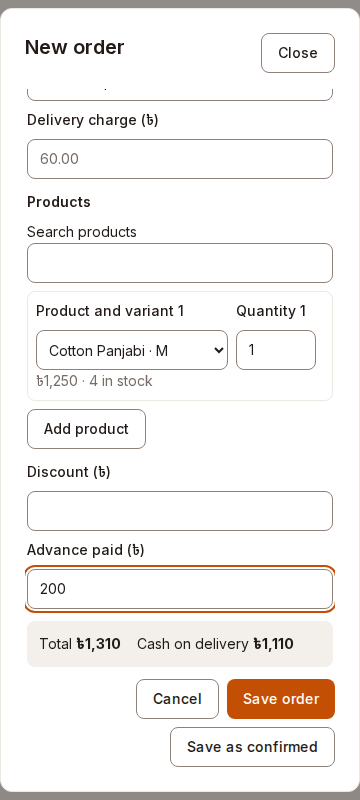 New order
Close
Delivery charge (৳)
60.00
Products
Search products
Product and variant 1
Quantity 1
Cotton Panjabi · M
1
৳1,250 · 4 in stock
Add product
Discount (৳)
Advance paid (৳)
200
Total ৳1,310 Cash on delivery ৳1,110
Cancel
Save order
Save as confirmed